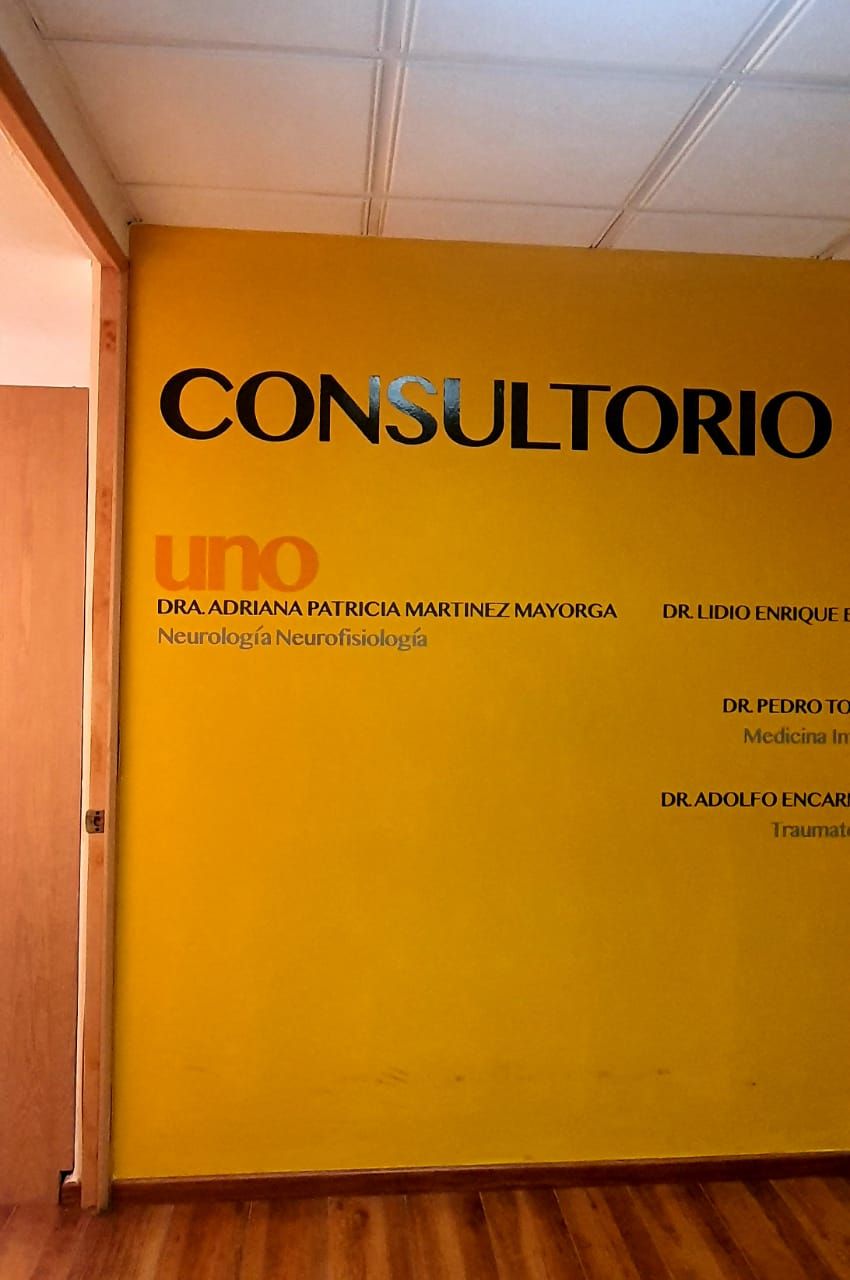 CONSULTORIO
uno
DRA. ADRIANA PATRICIA MARTINEZ MAYORGA
Neurología Neurofisiología
DR. LIDIO ENRIQUE
DR. PEDRO
Medicina
DR. ADOLFO